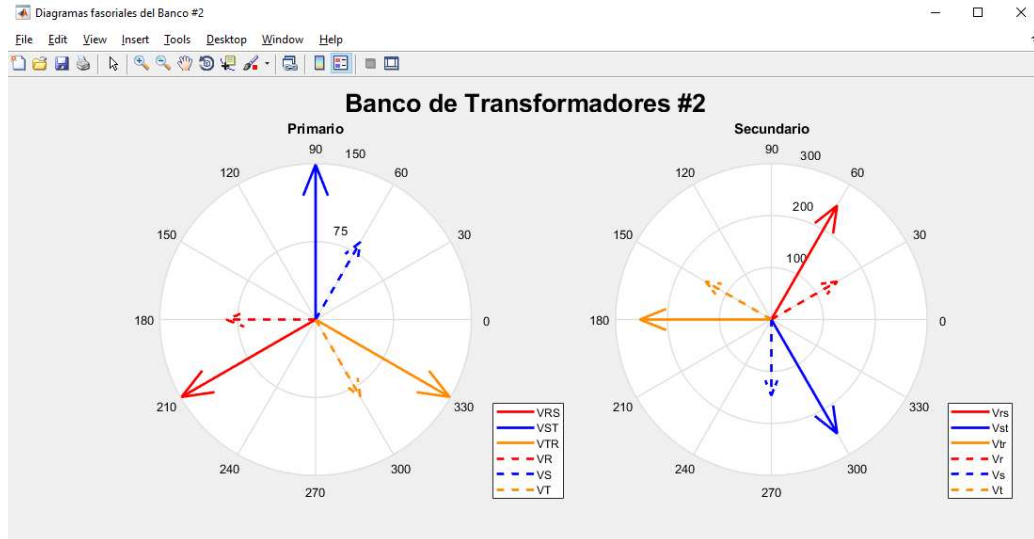 Diagramas fasoriales del Banco #2
File Edit View Insert Tools Desktop Window Help
Banco de Transformadores #2
Primario
90
150
120
60
75
150
30
180
0
210
330
240
300
270
VRS
VST
VTR
VR
VS
VT
Secundario
90
300
120
60
200
150
30
100
180
0
210
330
240
300
270
Vrs
Vst
Vtr
Vr
Vs
Vt